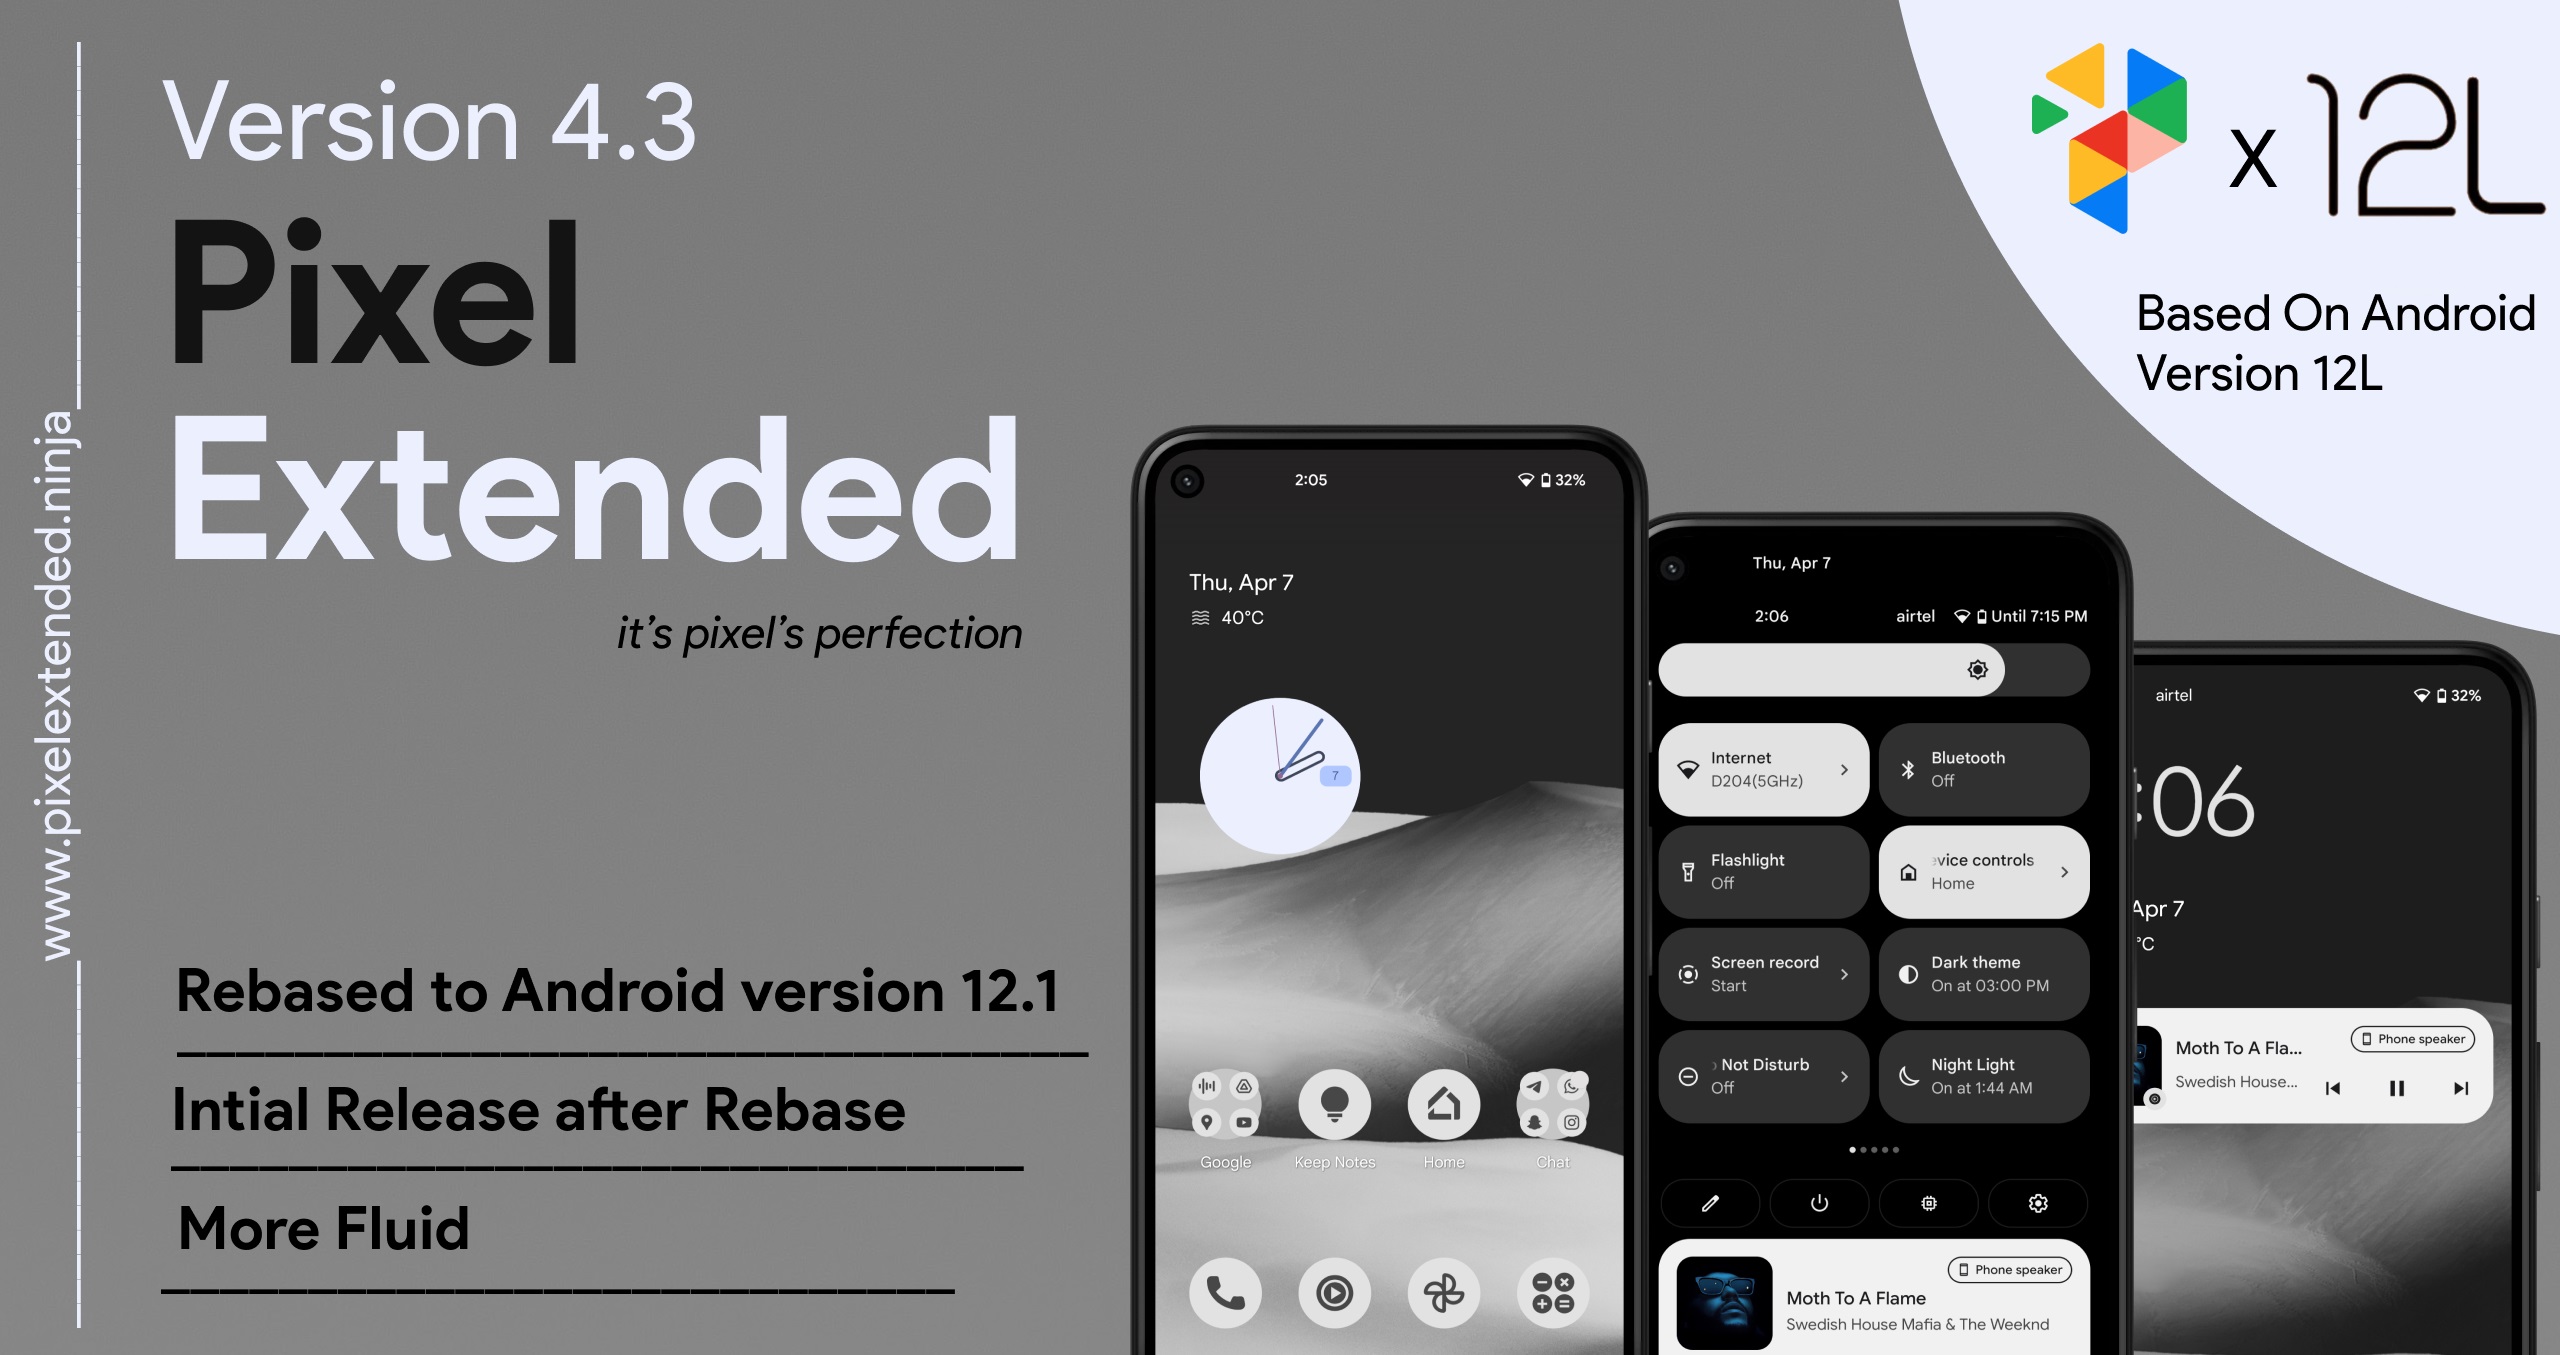 www.pixelextended.ninja
Version 4.3
Pixel
Extended
it's pixel's perfection
Rebased to Android version 12.1
Intial Release after Rebase
More Fluid
X 12L
Based On Android
Version 12L
2:05
32%
Thu, Apr 7
40°C
7
Google
Keep Notes
Home
Chat
Thu, Apr 7
2:06
airtel
Until 7:15 PM
Internet
D204(5GHz)
Bluetooth
Off
Flashlight
Off
evice controls
Home
Screen record
Start
Dark theme
On at 03:00 PM
Not Disturb
Off
Night Light
On at 1:44 AM
Phone speaker
Moth To A Flame
Swedish House Mafia & The Weeknd
airtel
32%
:06
Apr 7
°C
Phone speaker
Moth To A Fla...
Swedish House...